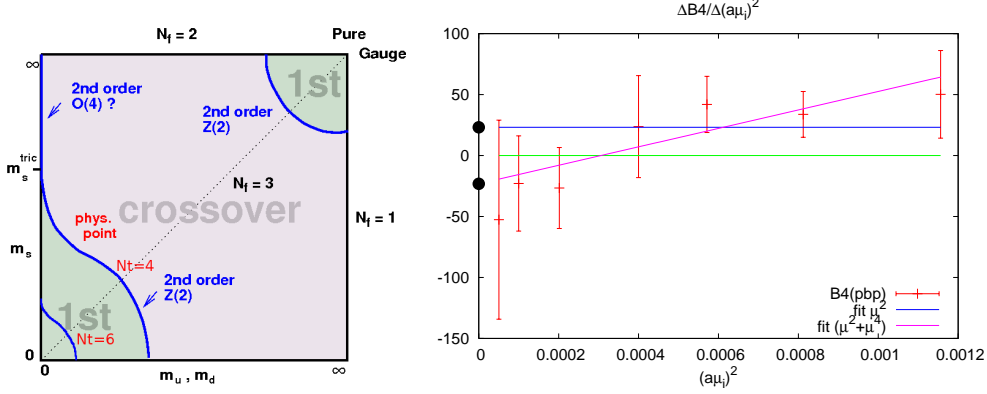 N_f = 2
Pure
Gauge
∞
2nd order
O(4) ?
1st
2nd order
Z(2)
m_s^tric
N_f = 3
crossover
phys.
point
N_f = 1
m_s
Nt=4
2nd order
Z(2)
1st
Nt=6
0
0
m_u , m_d
∞
ΔB4/Δ(aμ_i)^2
100
50
0
-50
-100
-150
B4(pbp)
fit μ^2
fit (μ^2+μ^4)
0
0.0002
0.0004
0.0006
0.0008
0.001
0.0012
(aμ_i)^2